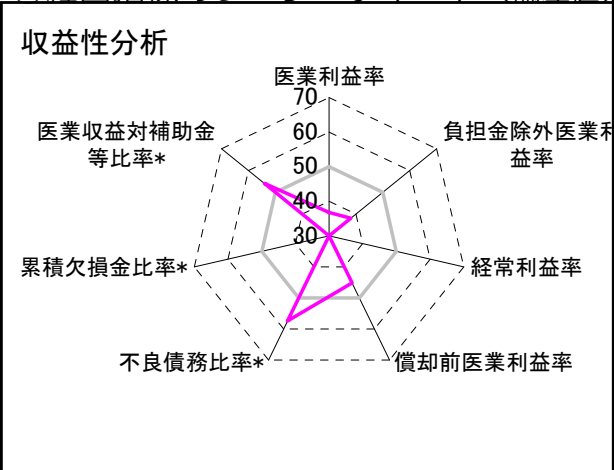 収益性分析
医業利益率
70
60
50
40
30
負担金除外医業利
益率
経常利益率
償却前医業利益率
不良債務比率*
累積欠損金比率*
医業収益対補助金
等比率*